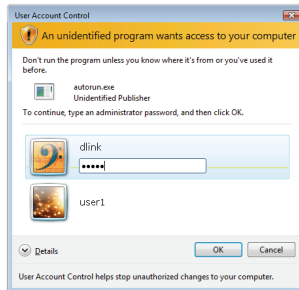 User Account Control
An unidentified program wants access to your computer
Don't run the program unless you know where it's from or you've used it
before.
autorun.exe
Unidentified Publisher
To continue, type an administrator password, and then click OK.
dlink
•••••
user1
Details
OK Cancel
User Account Control helps stop unauthorized changes to your computer.